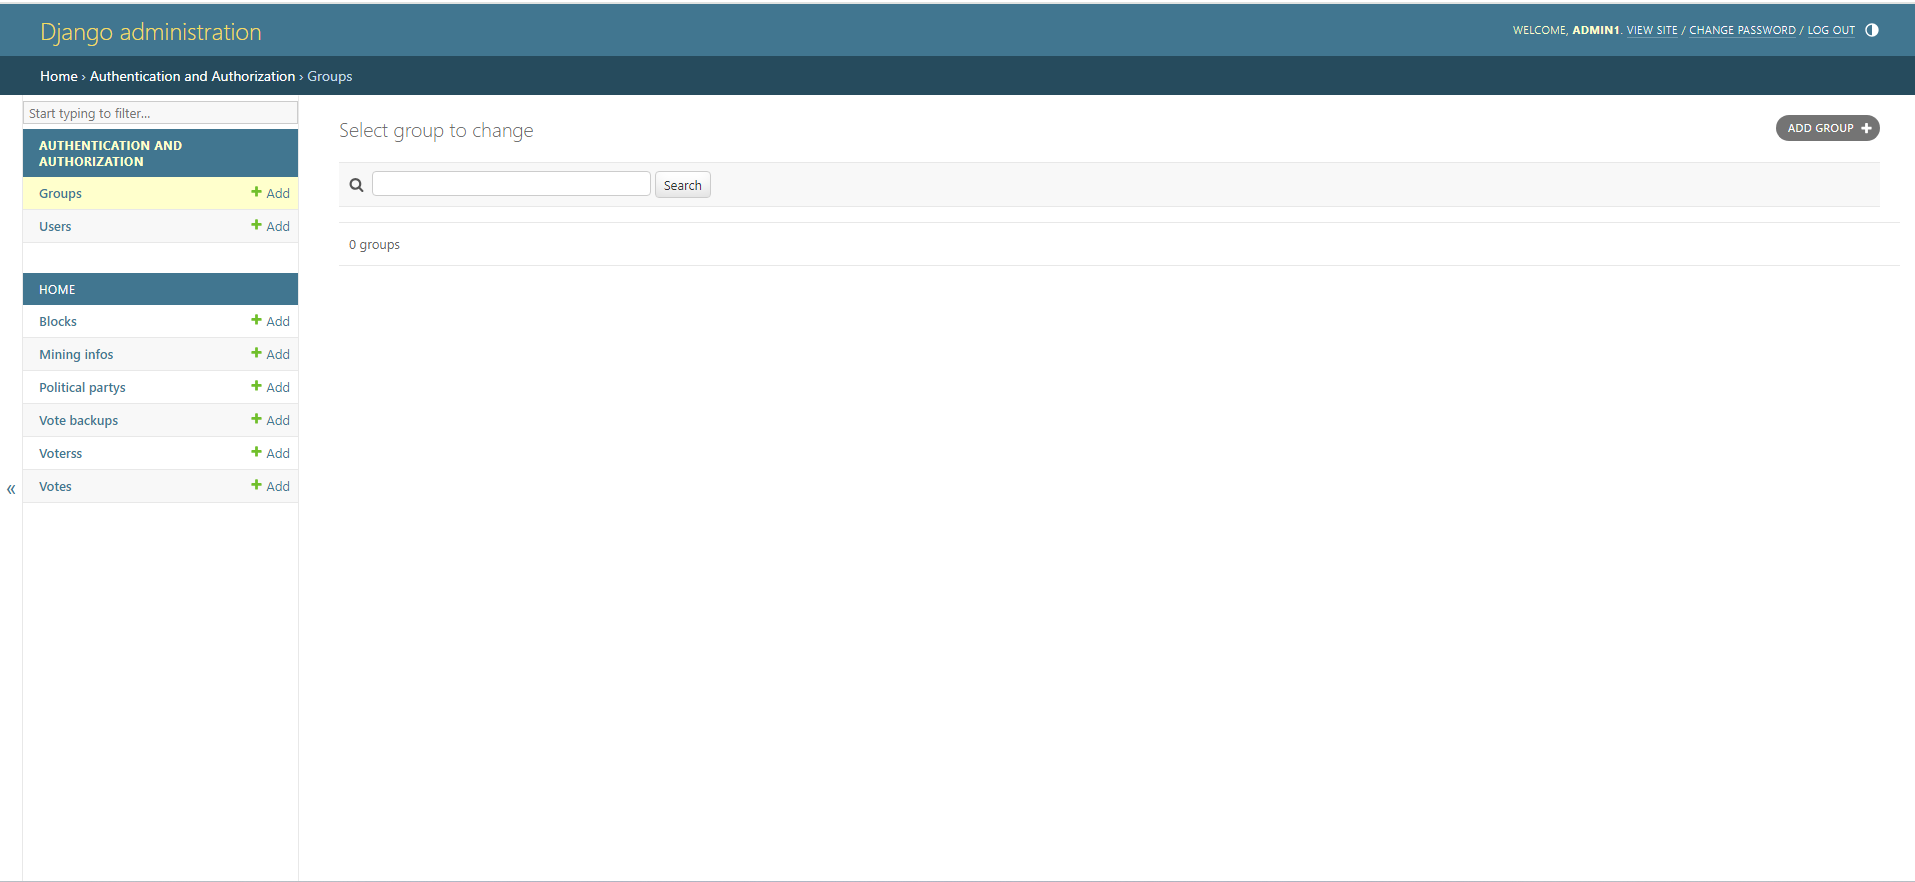 Django administration
WELCOME, ADMIN1. VIEW SITE / CHANGE PASSWORD / LOG OUT
Home › Authentication and Authorization › Groups
Start typing to filter...
AUTHENTICATION AND
AUTHORIZATION
Groups + Add
Users + Add
HOME
Blocks + Add
Mining infos + Add
Political partys + Add
Vote backups + Add
Voterss + Add
Votes + Add
«
Select group to change
ADD GROUP +
Search
0 groups